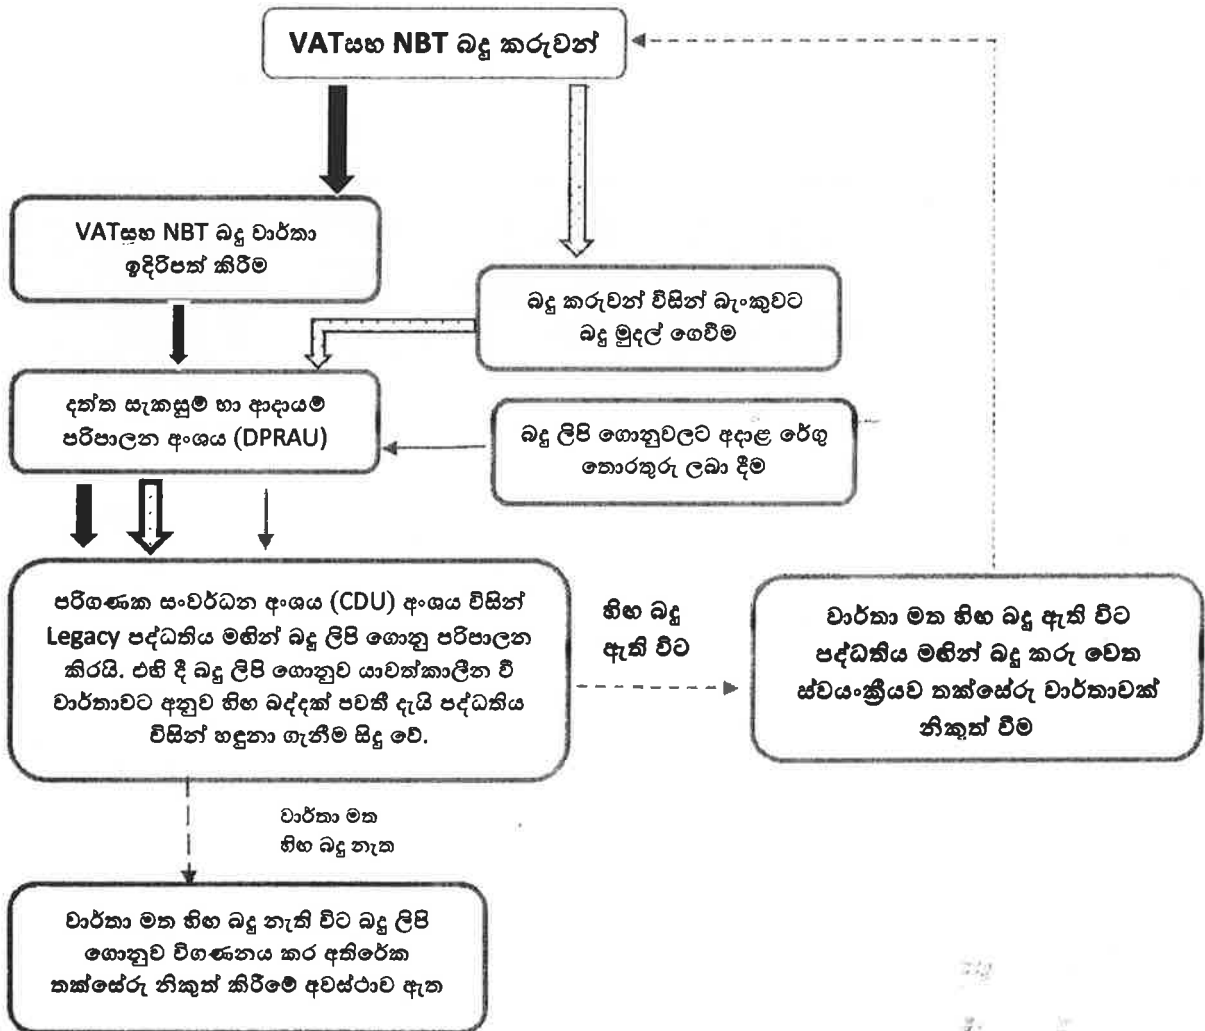 VATසහ NBT බදු කරුවන්
VATසහ NBT බදු වාර්තා
ඉදිරිපත් කිරීම
බදු කරුවන් විසින් බැංකුවට
බදු මුදල් ගෙවීම
දත්ත සැකසුම් හා ආදායම්
පරිපාලන අංශය (DPRAU)
බදු ලිපි ගොනුවලට අදාළ රේගු
තොරතුරු ලබා දීම
පරිගණක සංවර්ධන අංශය (CDU) අංශය විසින්
Legacy පද්ධතිය මඟින් බදු ලිපි ගොනු පරිපාලන
කිරයි. එහි දී බදු ලිපි ගොනුව යාවත්කාලීන වී
වාර්තාවට අනුව හිඟ බද්දක් පවතී දැයි පද්ධතිය
විසින් හඳුනා ගැනීම සිදු වේ.
හිඟ බදු
ඇති විට
වාර්තා මත හිඟ බදු ඇති විට
පද්ධතිය මඟින් බදු කරු වෙත
ස්වයංක්‍රීයව තක්සේරු වාර්තාවක්
නිකුත් වීම
වාර්තා මත
හිඟ බදු නැත
වාර්තා මත හිඟ බදු නැති විට බදු ලිපි
ගොනුව විගණනය කර අතිරේක
තක්සේරු නිකුත් කිරීමේ අවස්ථාව ඇත